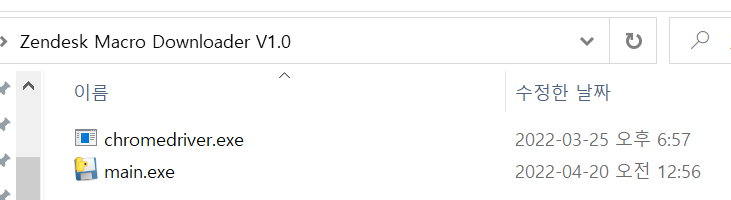 Zendesk Macro Downloader V1.0
이름 수정한 날짜
chromedriver.exe 2022-03-25 오후 6:57
main.exe 2022-04-20 오전 12:56